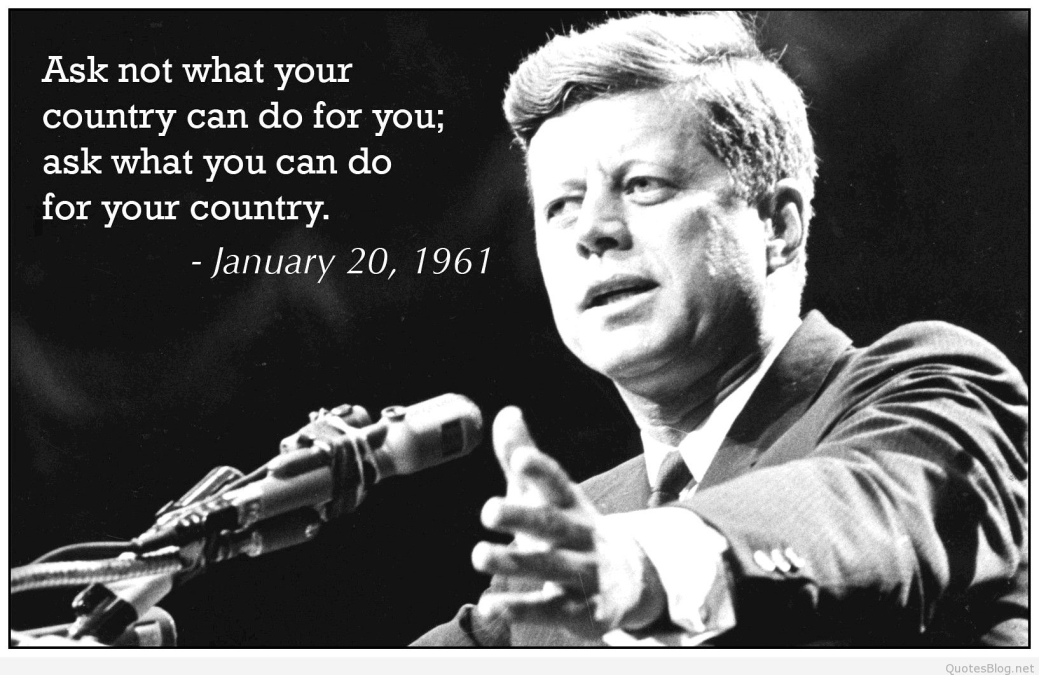 Ask not what your
country can do for you;
ask what you can do
for your country.
- January 20, 1961
QuotesBlog.net